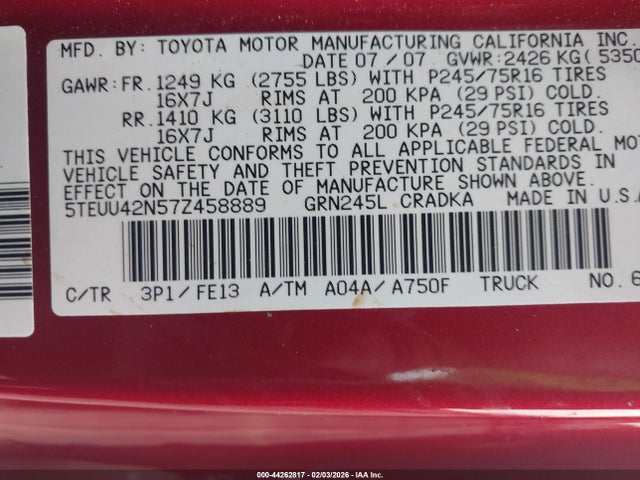 MFD. BY: TOYOTA MOTOR MANUFACTURING CALIFORNIA INC.
DATE 07 / 07 GVWR: 2426 KG( 5350
GAWR: FR. 1249 KG (2755 LBS) WITH P245/75R16 TIRES
16X7J RIMS AT 200 KPA (29 PSI) COLD.
RR. 1410 KG (3110 LBS) WITH P245/75R16 TIRES
16X7J RIMS AT 200 KPA (29 PSI) COLD.
THIS VEHICLE CONFORMS TO ALL APPLICABLE FEDERAL MOTO
VEHICLE SAFETY AND THEFT PREVENTION STANDARDS IN
EFFECT ON THE DATE OF MANUFACTURE SHOWN ABOVE.
5TEUU42N57Z458889 GRN245L CRADKA MADE IN U.S.A
C/TR 3P1/ FE13 A/TM A04A/ A750F TRUCK NO. 6
000-44262817 - 02/03/2026 - IAA Inc.